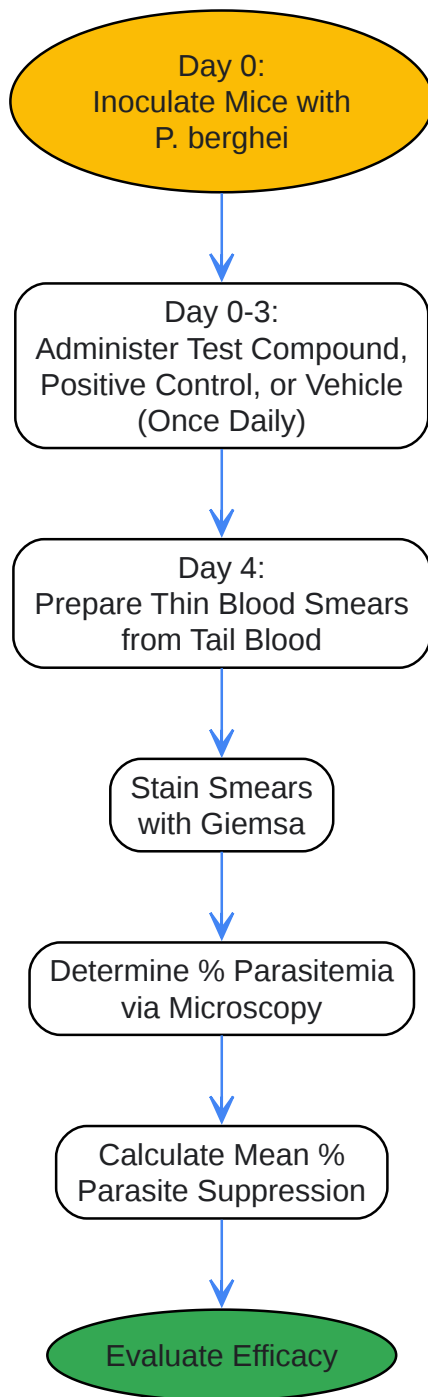 Day 0:
Inoculate Mice with
P. berghei
Day 0-3:
Administer Test Compound,
Positive Control, or Vehicle
(Once Daily)
Day 4:
Prepare Thin Blood Smears
from Tail Blood
Stain Smears
with Giemsa
Determine % Parasitemia
via Microscopy
Calculate Mean %
Parasite Suppression
Evaluate Efficacy